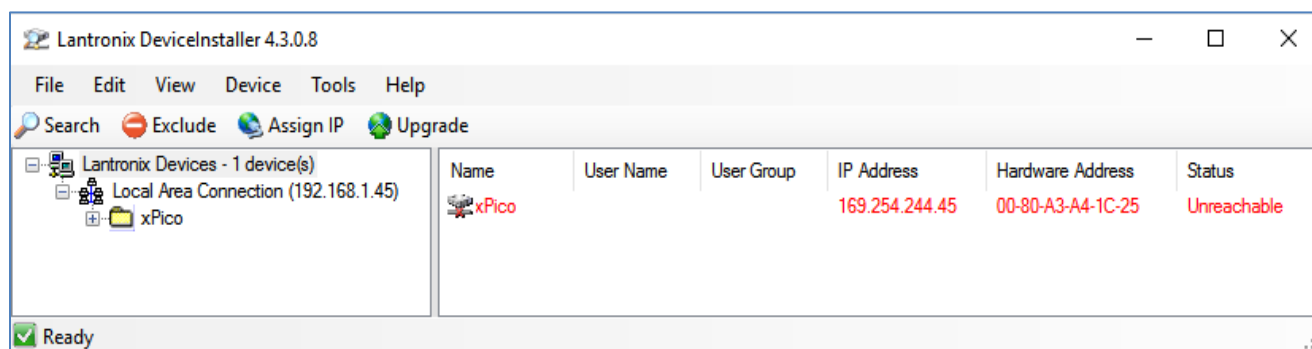 Lantronix DeviceInstaller 4.3.0.8
File Edit View Device Tools Help
Search Exclude Assign IP Upgrade
Lantronix Devices - 1 device(s)
Local Area Connection (192.168.1.45)
xPico
Name User Name User Group IP Address Hardware Address Status
xPico 169.254.244.45 00-80-A3-A4-1C-25 Unreachable
Ready